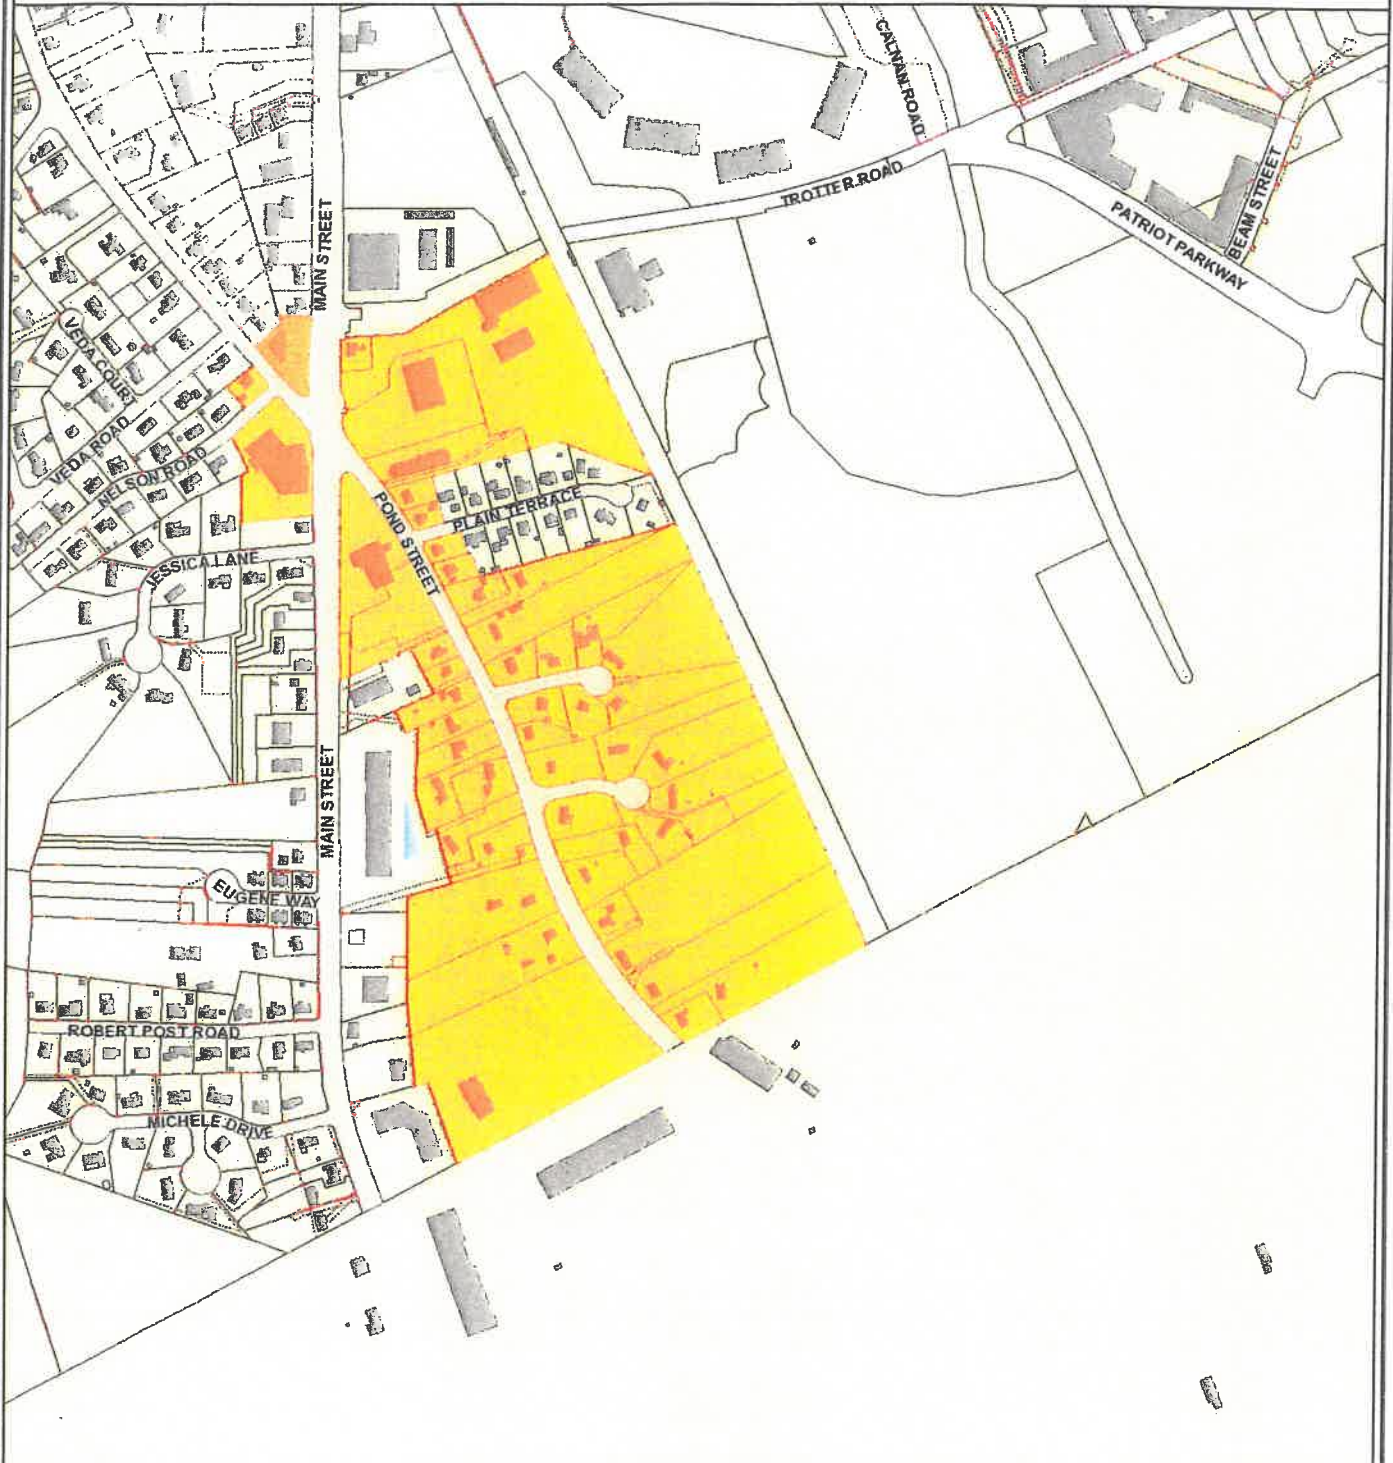 CALNAN ROAD
TROTTER ROAD
BEAM STREET
PATRIOT PARKWAY
MAIN STREET
VEDA COURT
VEDA ROAD
NELSON ROAD
POND STREET
PLAIN TERRACE
JESSICA LANE
MAIN STREET
EUGENE WAY
ROBERT POST ROAD
MICHELE DRIVE